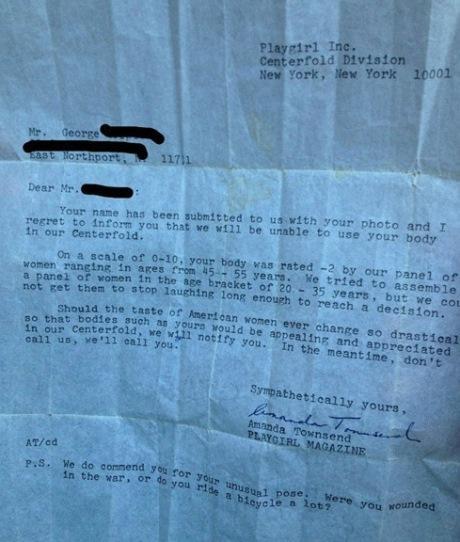 Playgirl Inc.
Centerfold Division
New York, New York 10001
Mr. George
East Northport, 11731
Dear Mr. :
Your name has been submitted to us with your photo and I
regret to inform you that we will be unable to use your body
in our Centerfold.
On a scale of 0-10, your body was rated -2 by our panel of
women ranging in ages from 45- 55 years. We tried to assemble
a panel of women in the age bracket of 20 - 35 years, but we cou
not get them to stop laughing long enough to reach a decision.
Should the taste of American women ever change so drastical
so that bodies such as yours would be appealing and appreciated
in our Centerfold, we will notify you. In the meantime, don't
call us, we'll call you.
Sympathetically yours,
Amanda Townsend
Amanda Townsend
PLAYGIRL MAGAZINE
AT/cd
P.S. We do commend you for your unusual pose. Were you wounded
in the war, or do you ride a bicycle a lot?